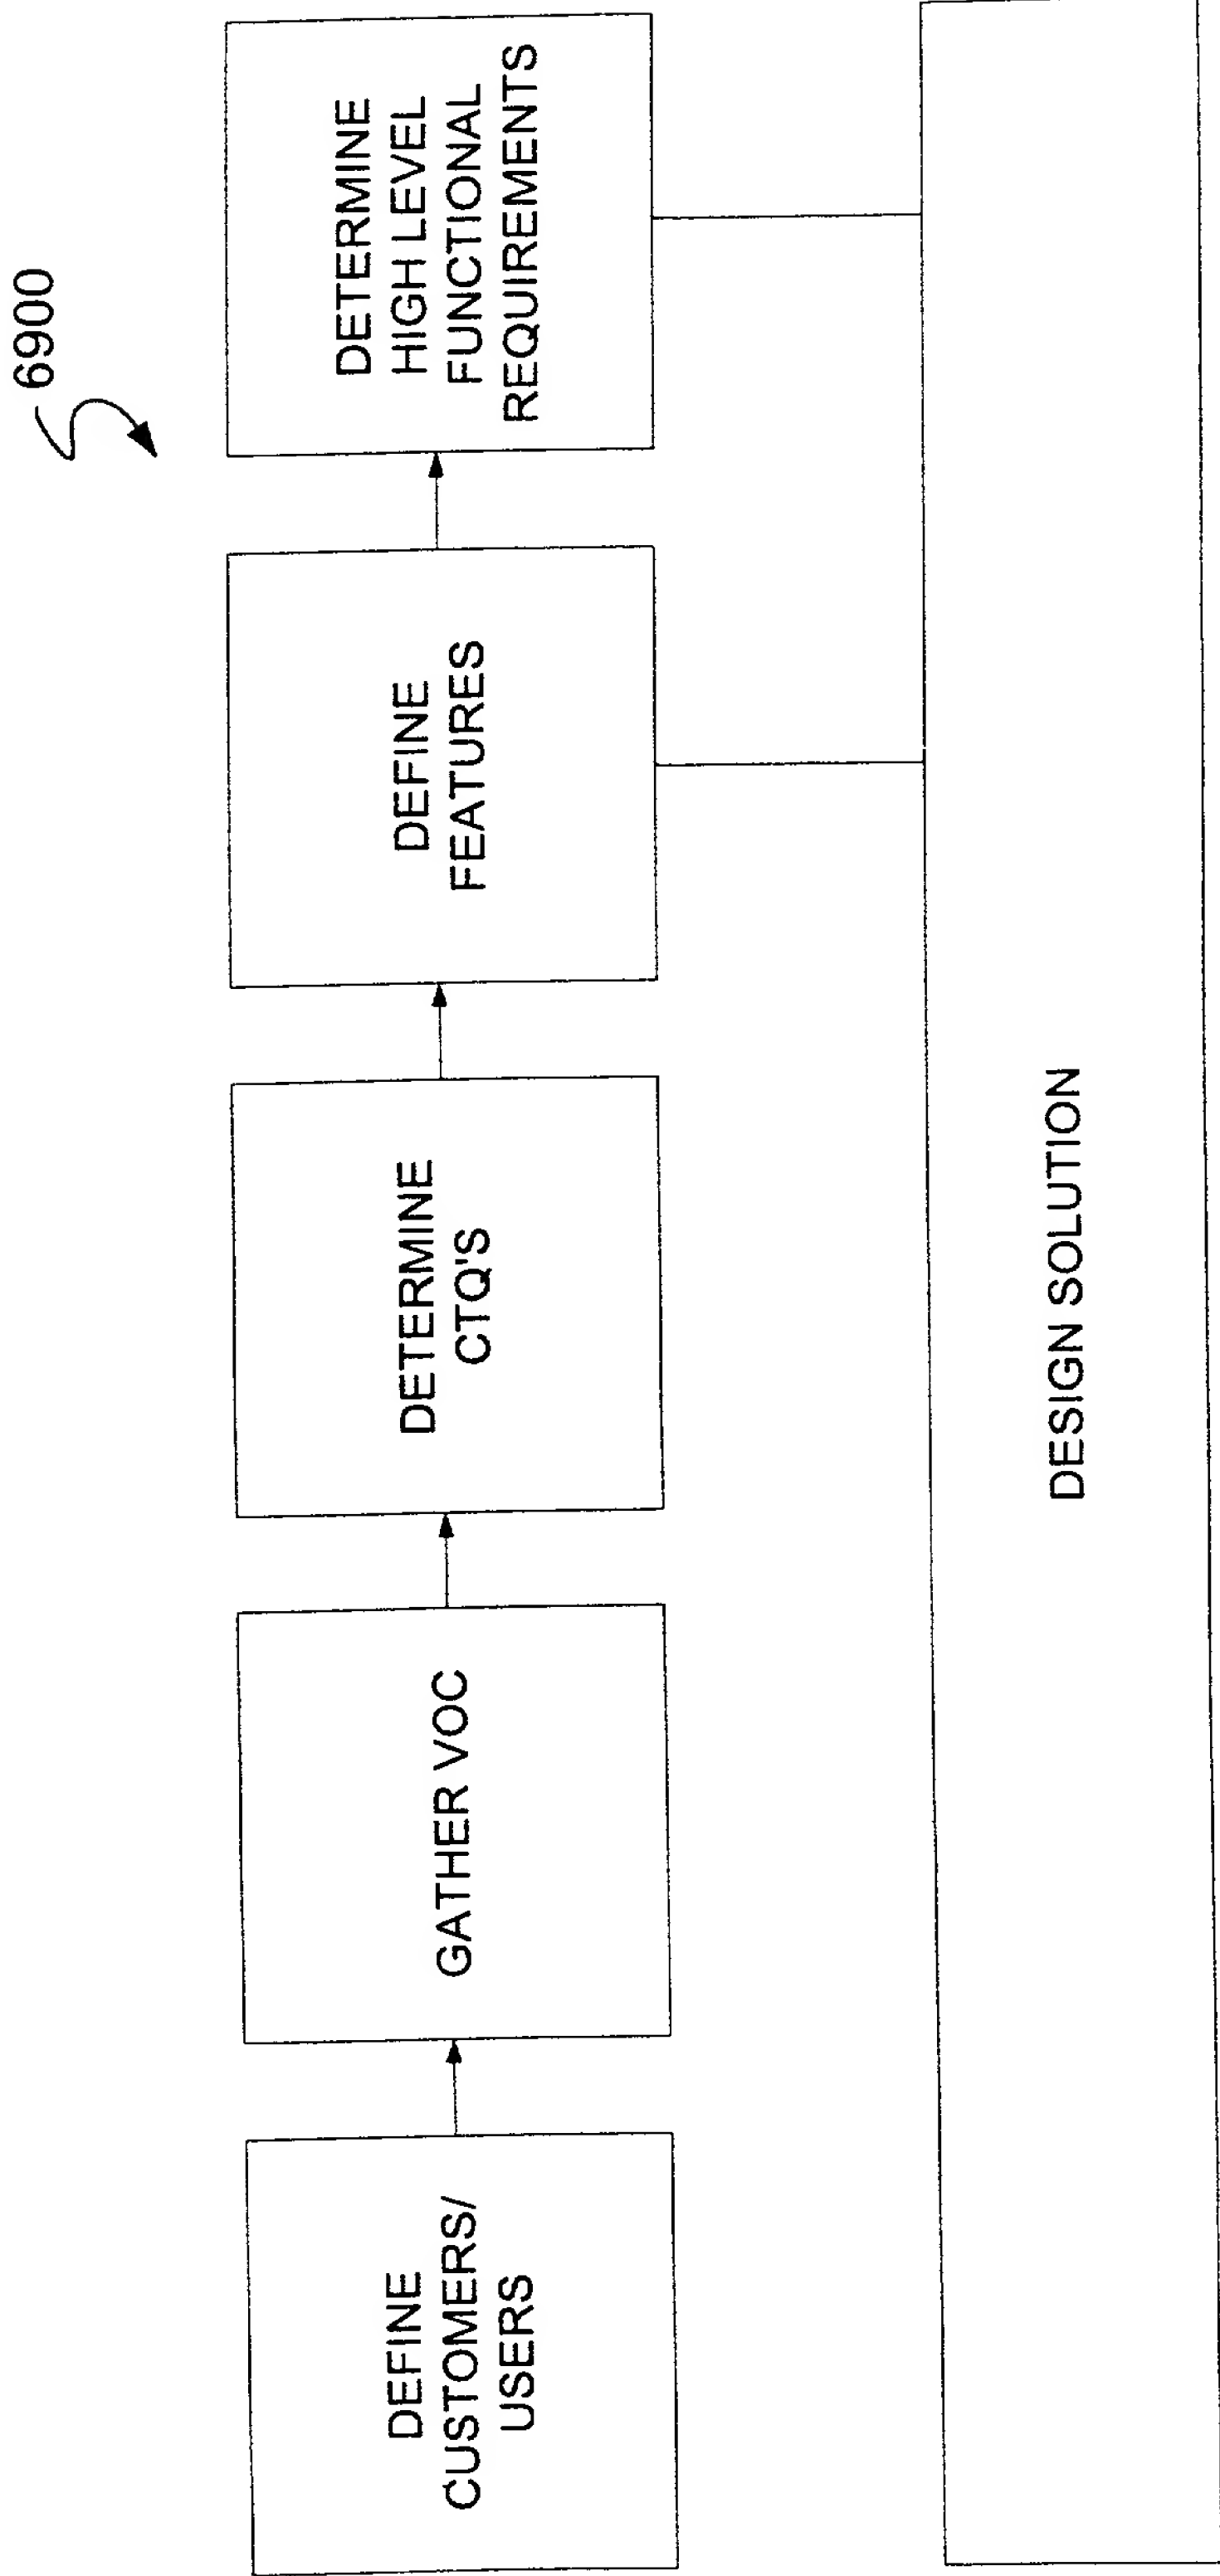 6900
DEFINE
CUSTOMERS/
USERS
GATHER VOC
DETERMINE
CTQ'S
DEFINE
FEATURES
DETERMINE
HIGH LEVEL
FUNCTIONAL
REQUIREMENTS
DESIGN SOLUTION